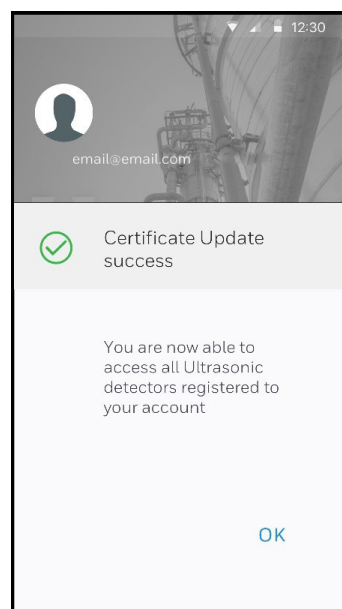 12:30
email@email.com
Certificate Update
success
You are now able to
access all Ultrasonic
detectors registered to
your account
OK